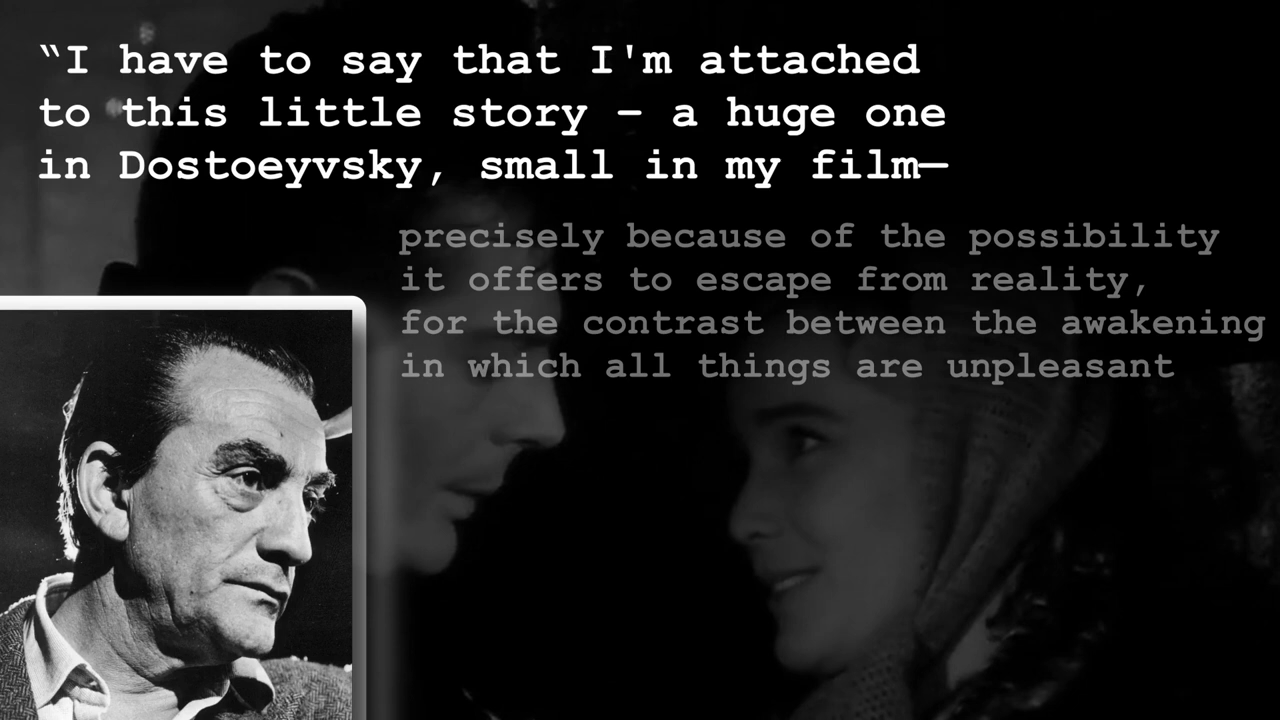 “I have to say that I'm attached
to this little story – a huge one
in Dostoeyvsky, small in my film—
precisely because of the possibility
it offers to escape from reality,
for the contrast between the awakening
in which all things are unpleasant